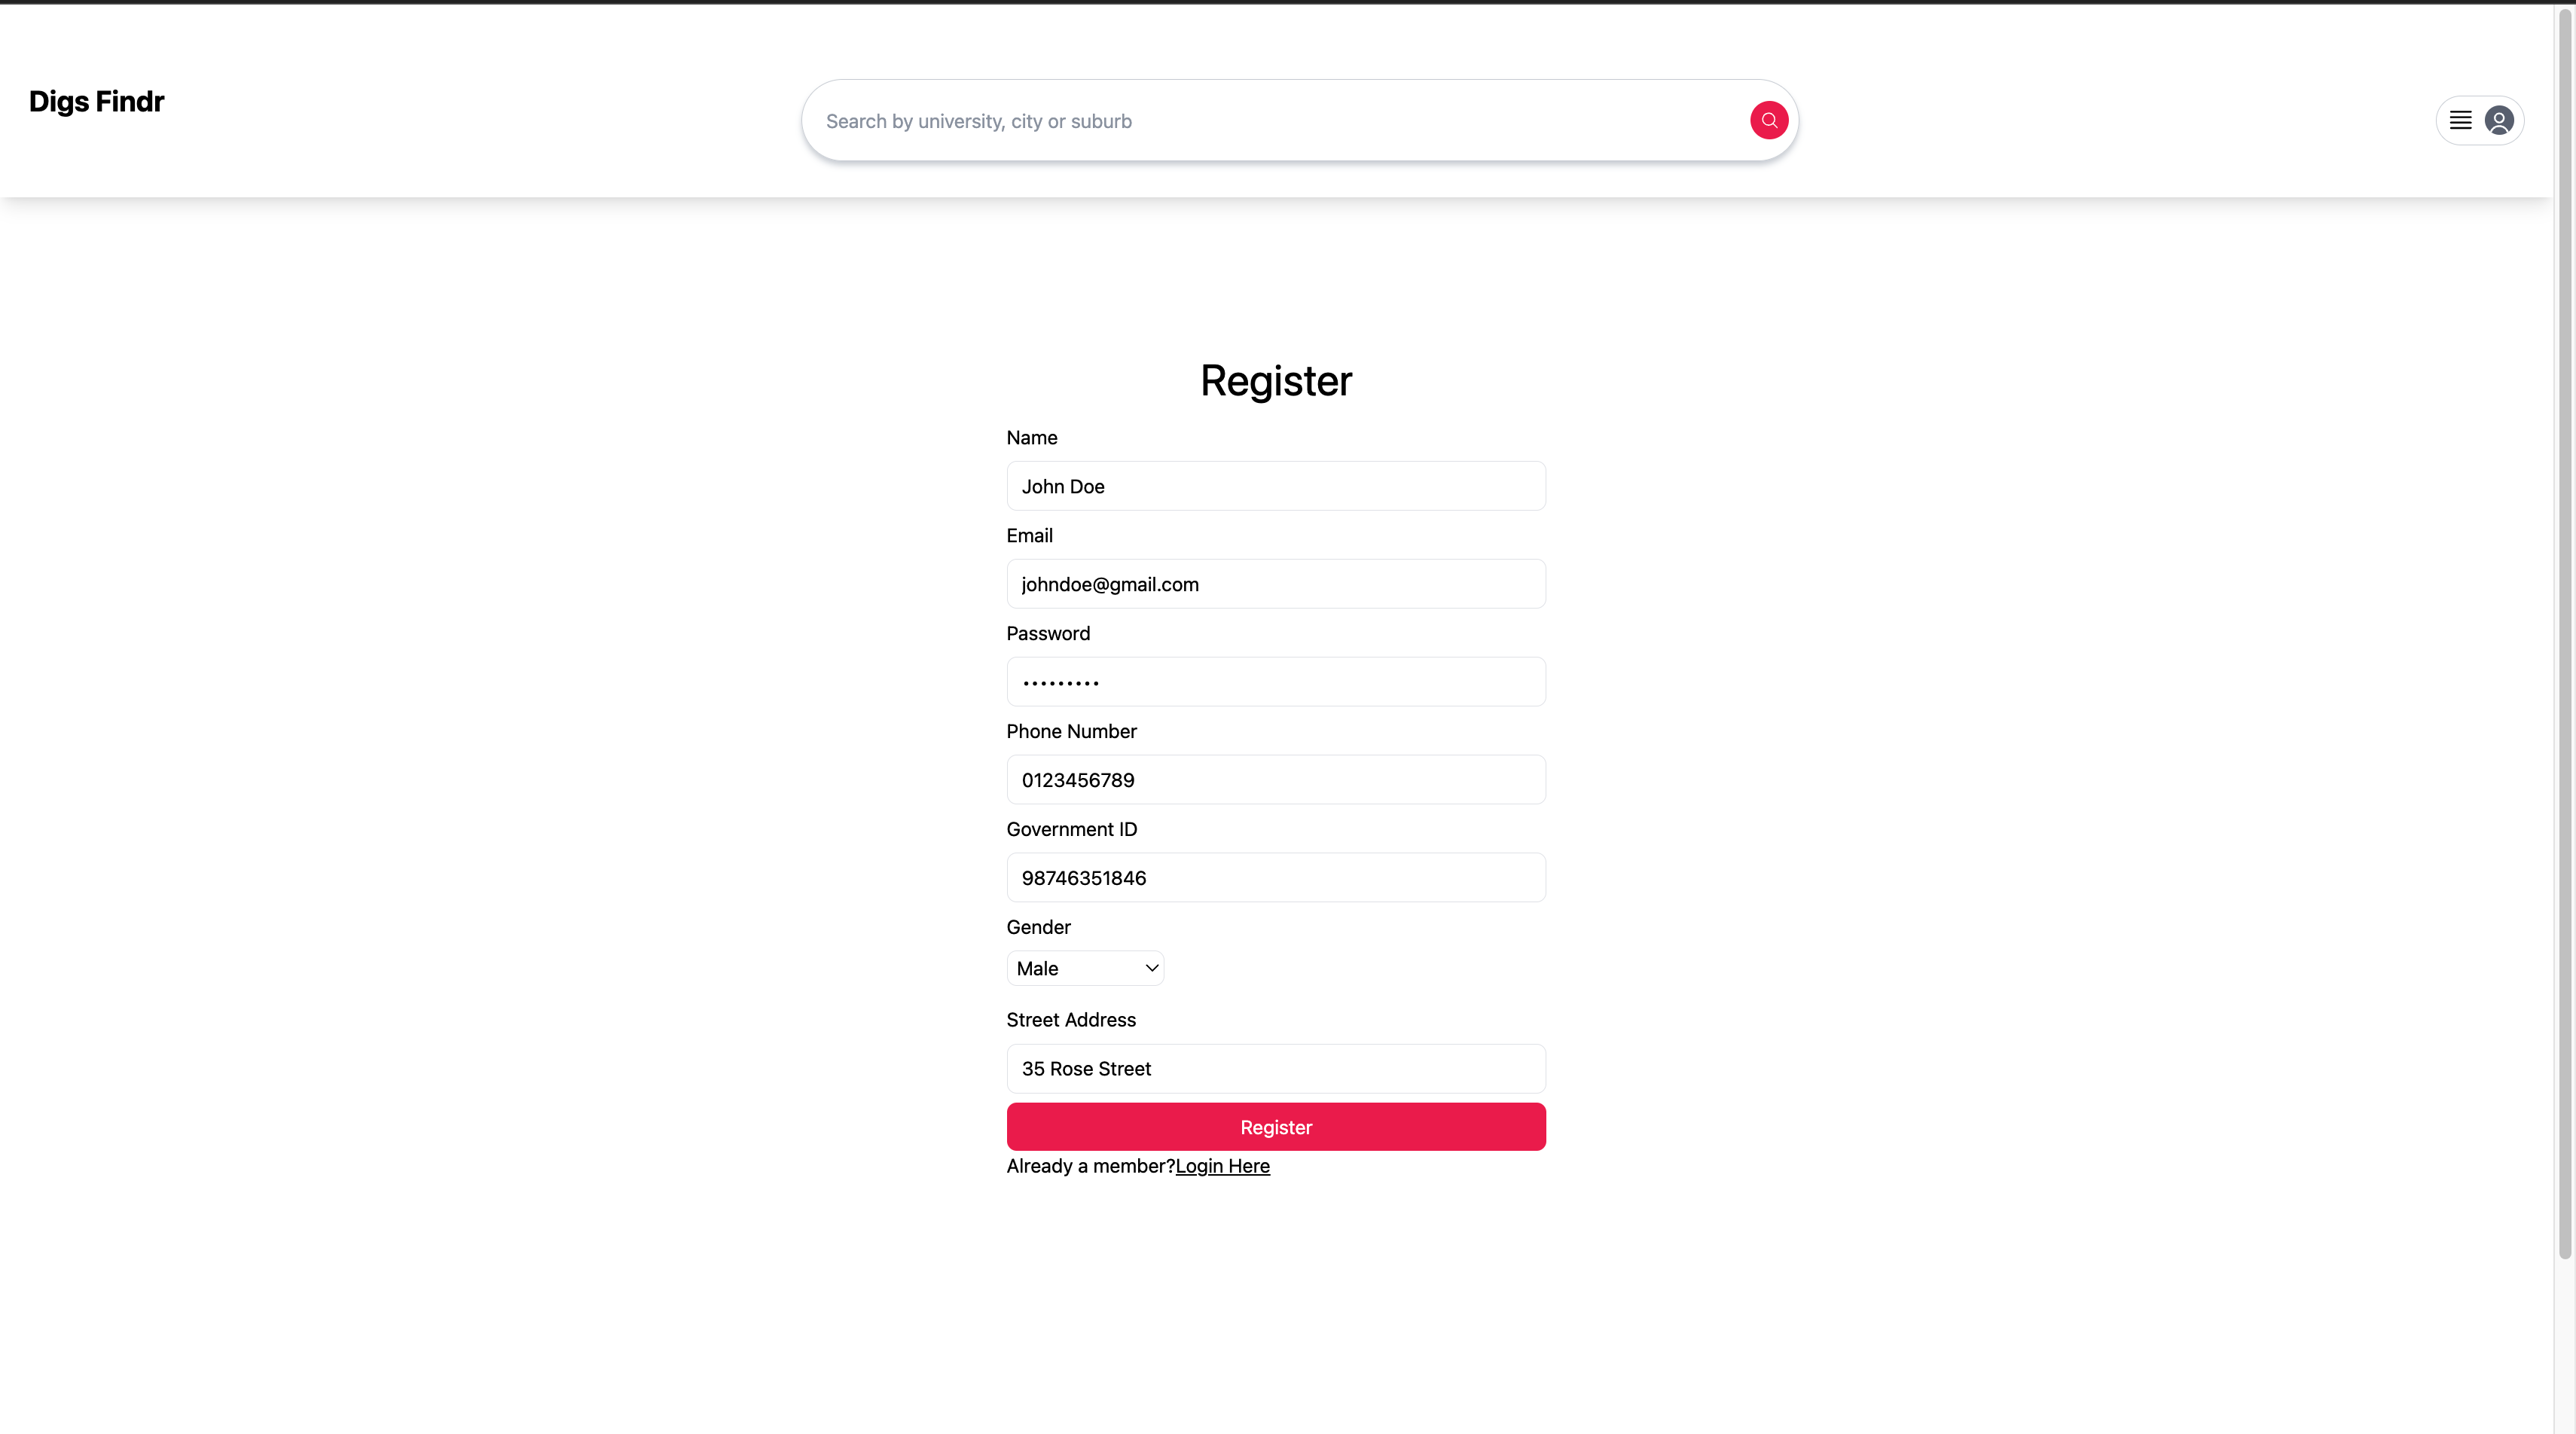 Digs Findr
Search by university, city or suburb
Register
Name
John Doe
Email
johndoe@gmail.com
Password
•••••••••
Phone Number
0123456789
Government ID
98746351846
Gender
Male
Street Address
35 Rose Street
Register
Already a member?Login Here